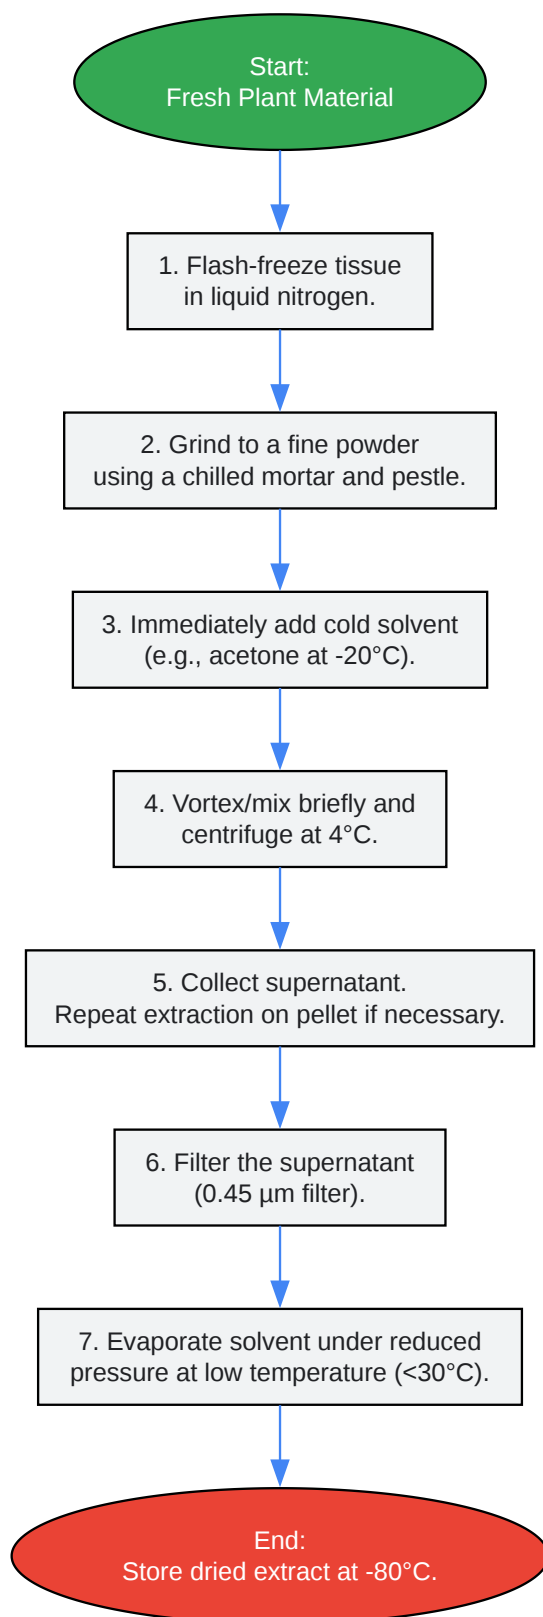 Start:
Fresh Plant Material
1. Flash-freeze tissue
in liquid nitrogen.
2. Grind to a fine powder
using a chilled mortar and pestle.
3. Immediately add cold solvent
(e.g., acetone at -20°C).
4. Vortex/mix briefly and
centrifuge at 4°C.
5. Collect supernatant.
Repeat extraction on pellet if necessary.
6. Filter the supernatant
(0.45 µm filter).
7. Evaporate solvent under reduced
pressure at low temperature (<30°C).
End:
Store dried extract at -80°C.